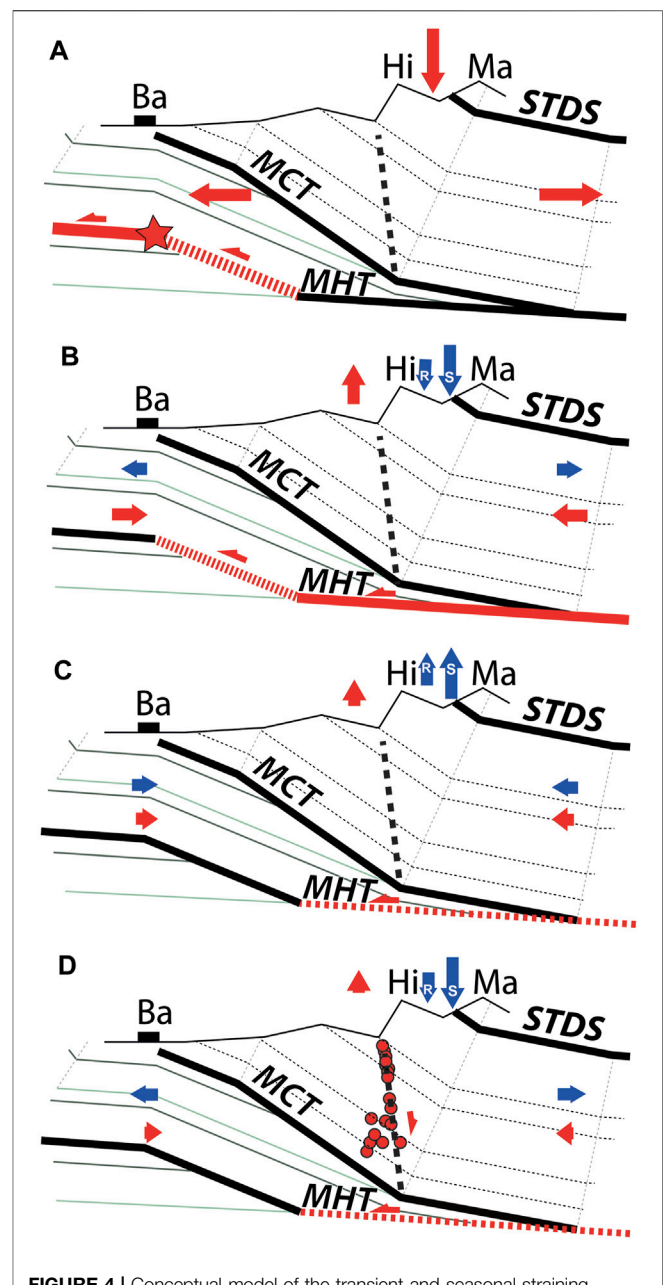 A
Hi Ma
Ba
STDS
MCT
MHT
B
Hi R S Ma
Ba
STDS
MCT
MHT
C
Hi R S Ma
Ba
STDS
MCT
MHT
D
Hi R S Ma
Ba
STDS
MCT
MHT
FIGURE 4 | Conceptual model of the transient and seasonal straining